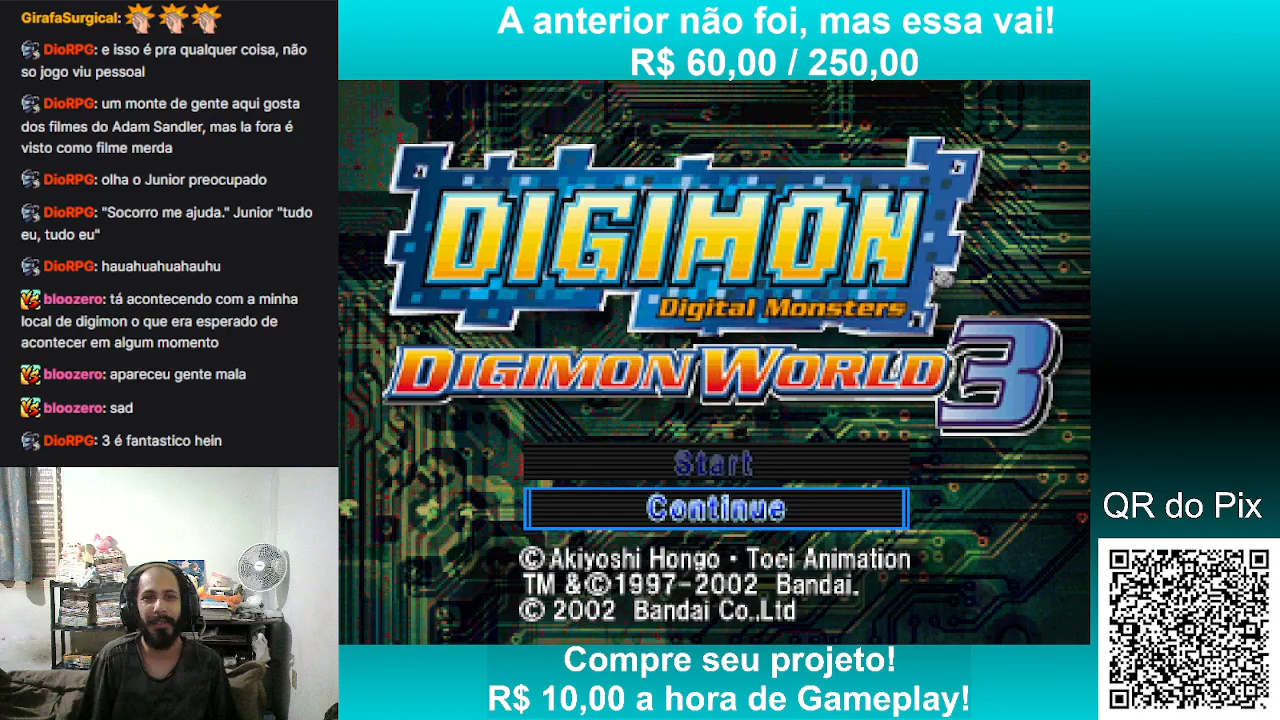 GirafaSurgical:
DioRPG: e isso é pra qualquer coisa, não
so jogo viu pessoal
DioRPG: um monte de gente aqui gosta
dos filmes do Adam Sandler, mas la fora é
visto como filme merda
DioRPG: olha o Junior preocupado
DioRPG: "Socorro me ajuda." Junior "tudo
eu, tudo eu"
DioRPG: hauahuahuahauhu
bloozero: tá acontecendo com a minha
local de digimon o que era esperado de
acontecer em algum momento
bloozero: apareceu gente mala
bloozero: sad
DioRPG: 3 é fantastico hein
A anterior não foi, mas essa vai!
R$ 60,00 / 250,00
DIGIMON
Digital Monsters
DIGIMON WORLD 3
Start
Continue
©Akiyoshi Hongo・Toei Animation
TM &©1997-2002 Bandai.
© 2002 Bandai Co.,Ltd
Compre seu projeto!
R$ 10,00 a hora de Gameplay!
QR do Pix